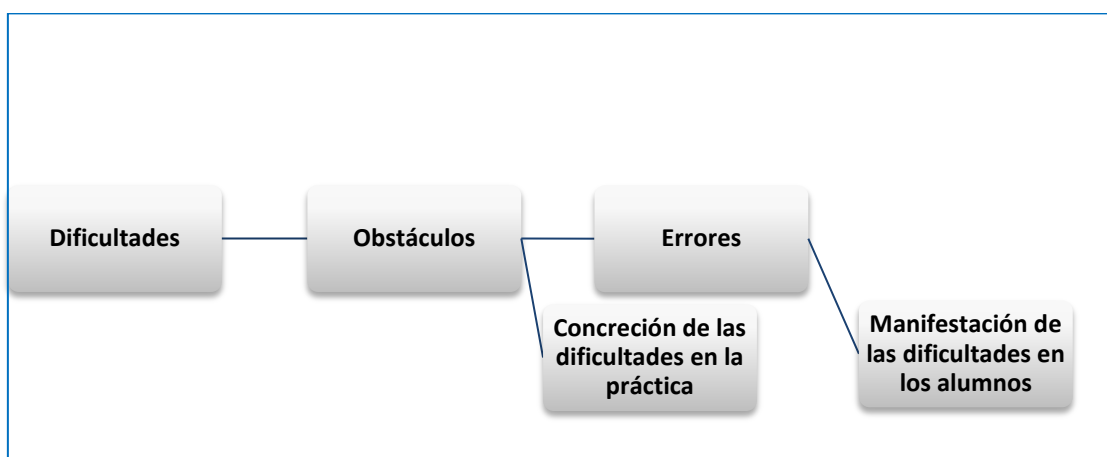 Dificultades
Obstáculos
Errores
Concreción de las
dificultades en la
práctica
Manifestación de
las dificultades en
los alumnos